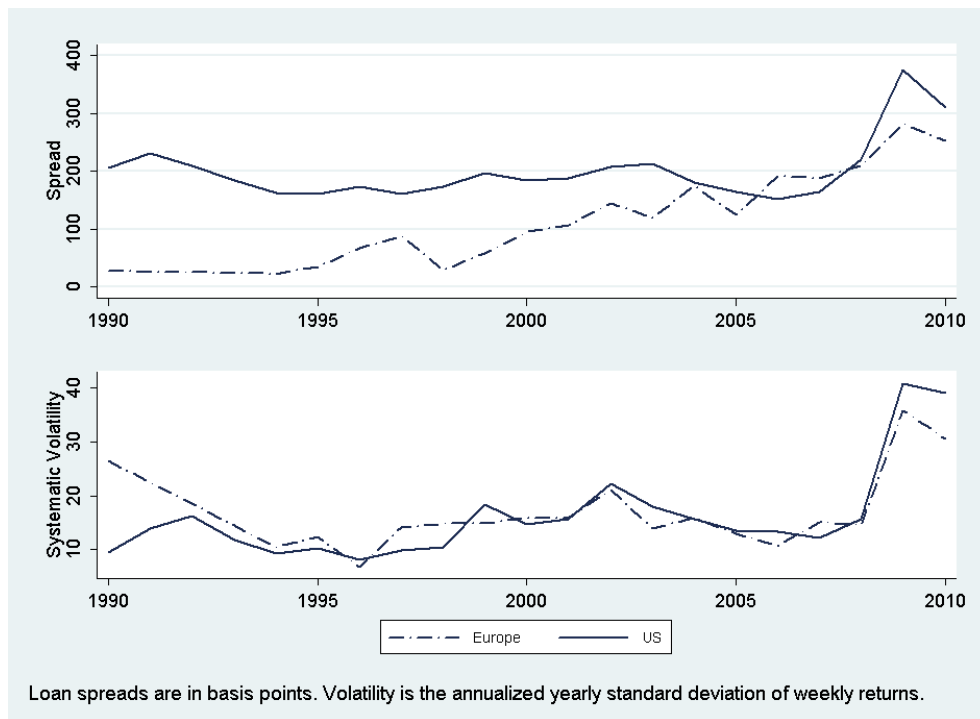 Spread
400
300
200
100
0
1990 1995 2000 2005 2010
Systematic Volatility
40
30
20
10
1990 1995 2000 2005 2010
Europe US
Loan spreads are in basis points. Volatility is the annualized yearly standard deviation of weekly returns.